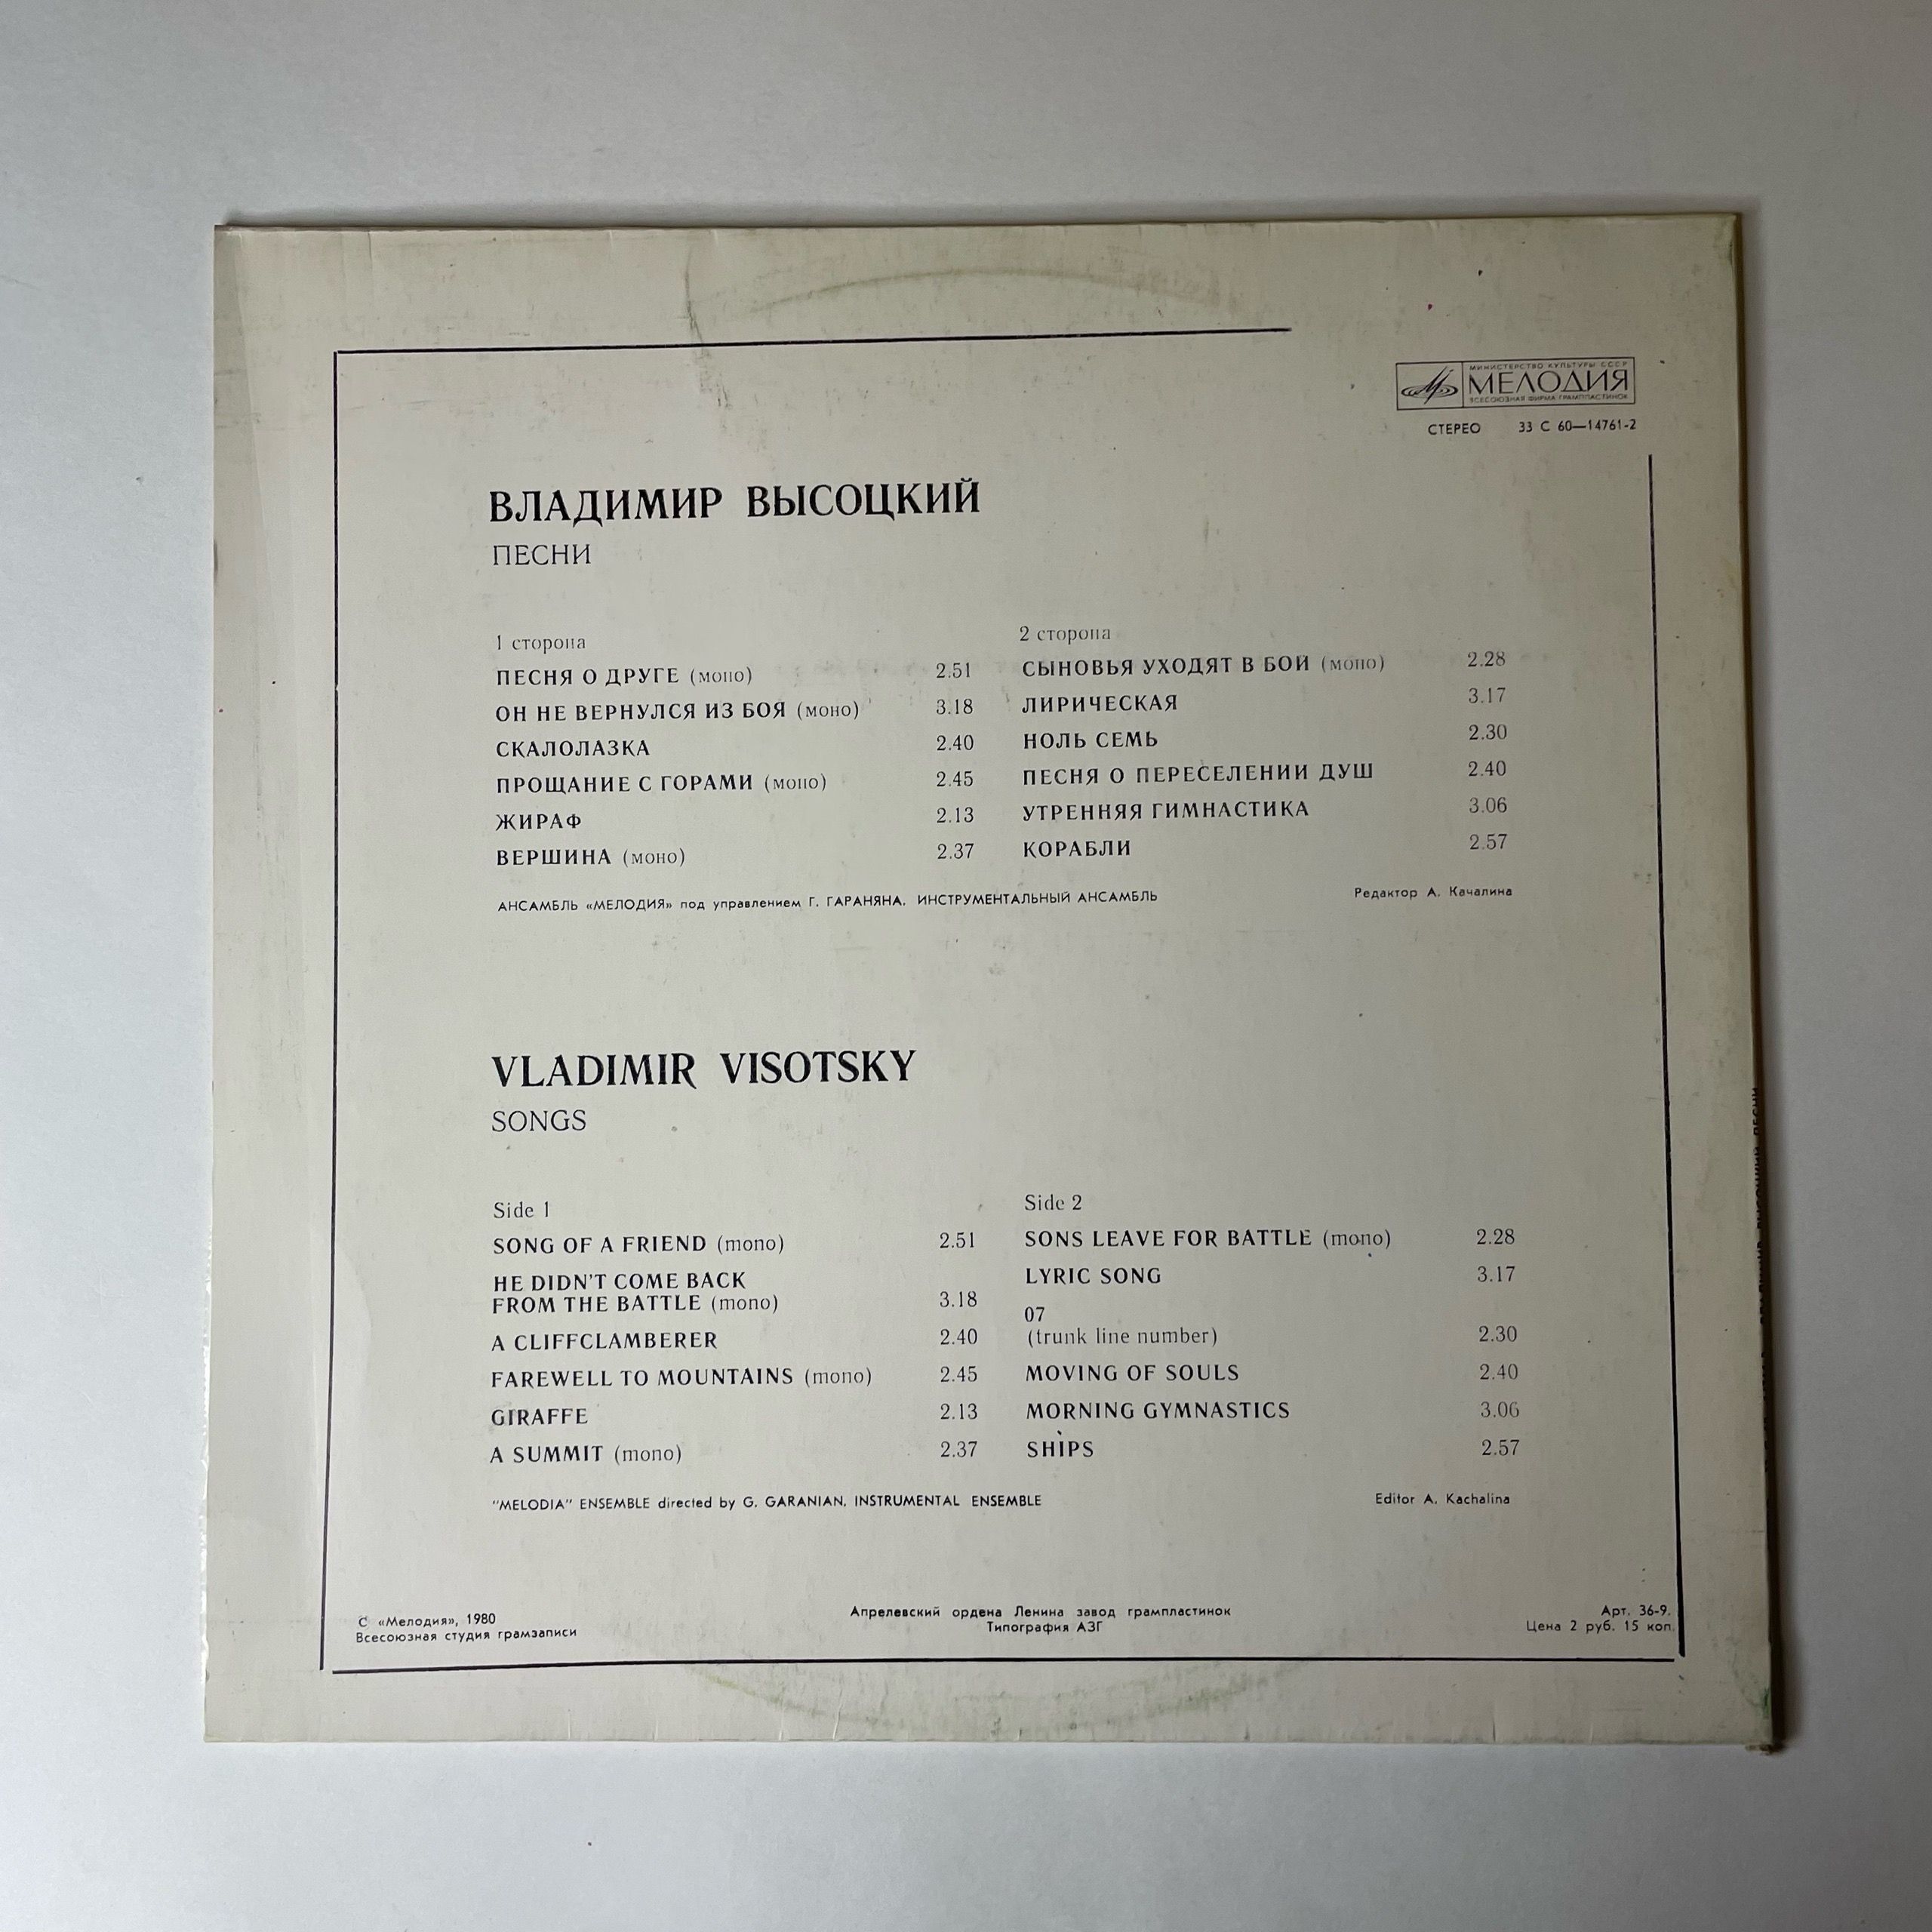 МИНИСТЕРСТВО КУЛЬТУРЫ СССР
МЕЛОДИЯ
ВСЕСОЮЗНАЯ ФИРМА ГРАМПЛАСТИНОК
СТЕРЕО 33 С 60—14761-2
ВЛАДИМИР ВЫСОЦКИЙ
ПЕСНИ
1 сторона
ПЕСНЯ О ДРУГЕ (моно) 2.51
ОН НЕ ВЕРНУЛСЯ ИЗ БОЯ (моно) 3.18
СКАЛОЛАЗКА 2.40
ПРОЩАНИЕ С ГОРАМИ (моно) 2.45
ЖИРАФ 2.13
ВЕРШИНА (моно) 2.37
2 сторона
СЫНОВЬЯ УХОДЯТ В БОЙ (моно) 2.28
ЛИРИЧЕСКАЯ 3.17
НОЛЬ СЕМЬ 2.30
ПЕСНЯ О ПЕРЕСЕЛЕНИИ ДУШ 2.40
УТРЕННЯЯ ГИМНАСТИКА 3.06
КОРАБЛИ 2.57
АНСАМБЛЬ «МЕЛОДИЯ» под управлением Г. ГАРАНЯНА. ИНСТРУМЕНТАЛЬНЫЙ АНСАМБЛЬ
Редактор А. Качалина
VLADIMIR VISOTSKY
SONGS
Side 1
SONG OF A FRIEND (mono) 2.51
HE DIDN'T COME BACK
FROM THE BATTLE (mono) 3.18
A CLIFFCLAMBERER 2.40
FAREWELL TO MOUNTAINS (mono) 2.45
GIRAFFE 2.13
A SUMMIT (mono) 2.37
Side 2
SONS LEAVE FOR BATTLE (mono) 2.28
LYRIC SONG 3.17
07
(trunk line number) 2.30
MOVING OF SOULS 2.40
MORNING GYMNASTICS 3.06
SHIPS 2.57
"MELODIA" ENSEMBLE directed by G. GARANIAN. INSTRUMENTAL ENSEMBLE
Editor A. Kachalina
С «Мелодия», 1980
Всесоюзная студия грамзаписи
Апрелевский ордена Ленина завод грампластинок
Типография АЗГ
Арт. 36-9.
Цена 2 руб. 15 коп.